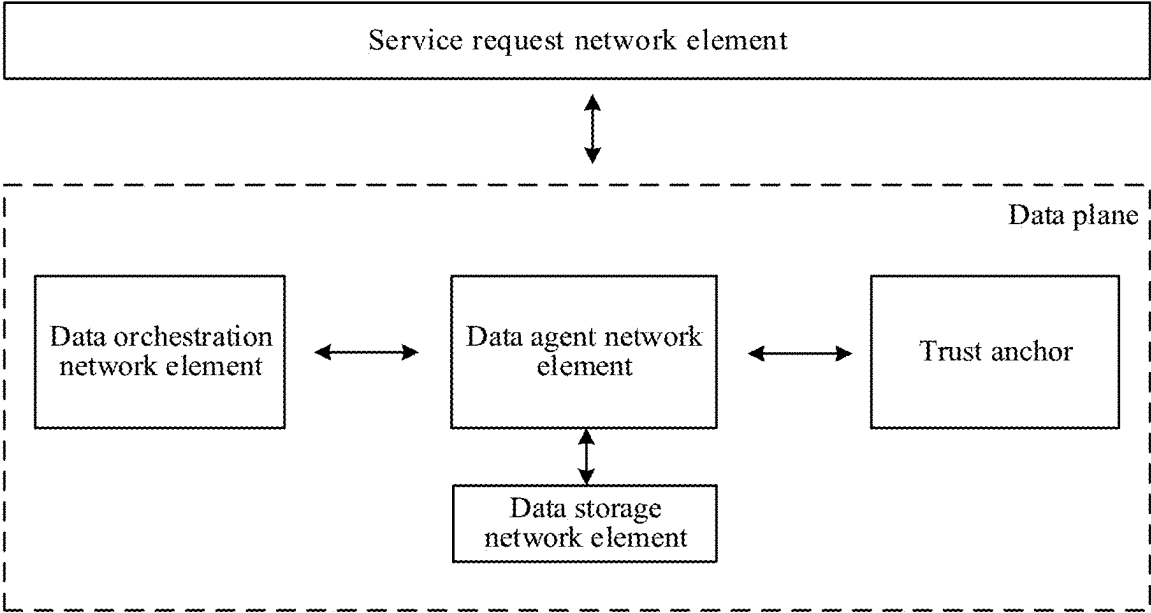 Service request network element
Data plane
Data orchestration
network element
Data agent network
element
Trust anchor
Data storage
network element